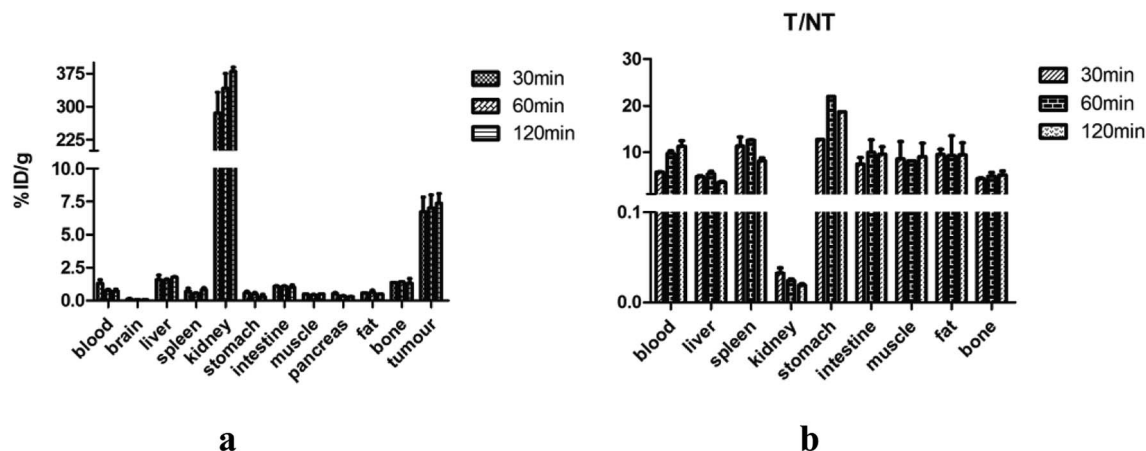 T/NT
%ID/g
375
300
225
10.0
7.5
5.0
2.5
0.0
blood
brain
liver
spleen
kidney
stomach
intestine
muscle
pancreas
fat
bone
tumour
30min
60min
120min
a
30
20
10
0.1
0.0
blood
liver
spleen
kidney
stomach
intestine
muscle
fat
bone
30min
60min
120min
b